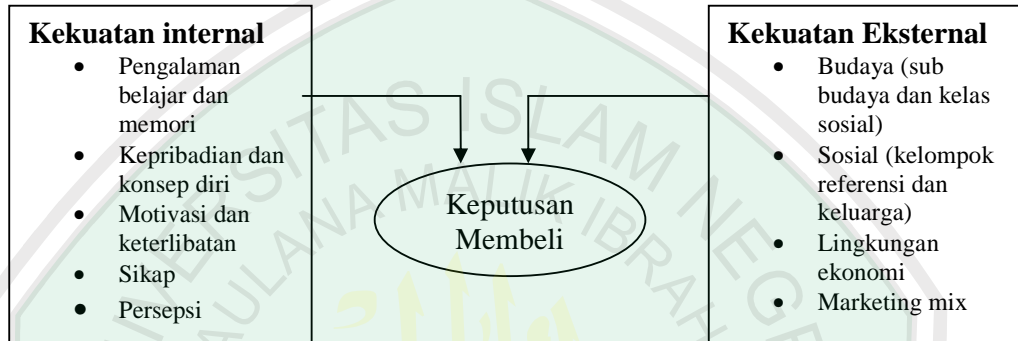 Kekuatan internal
• Pengalaman
belajar dan
memori
• Kepribadian dan
konsep diri
• Motivasi dan
keterlibatan
• Sikap
• Persepsi
Keputusan
Membeli
Kekuatan Eksternal
• Budaya (sub
budaya dan kelas
sosial)
• Sosial (kelompok
referensi dan
keluarga)
• Lingkungan
ekonomi
• Marketing mix